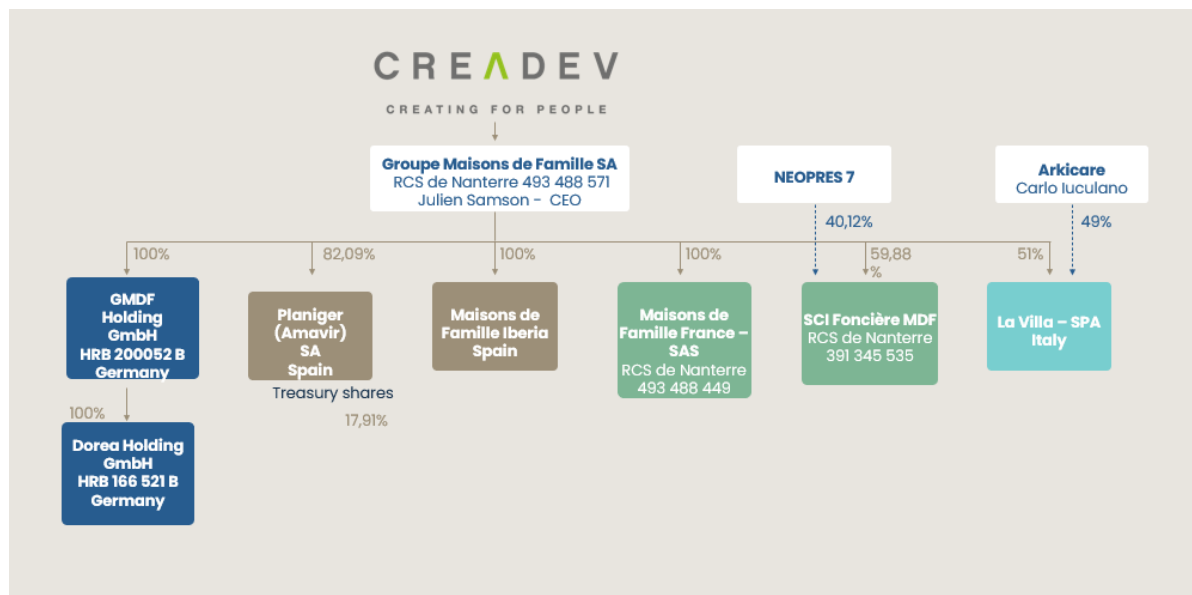 CREΛDEV
CREATING FOR PEOPLE
Groupe Maisons de Famille SA
RCS de Nanterre 493 488 571
Julien Samson - CEO
NEOPRES 7
Arkicare
Carlo Iuculano
40,12%
49%
100%
82,09%
100%
100%
59,88
%
51%
GMDF
Holding
GmbH
HRB 200052 B
Germany
Planiger
(Amavir)
SA
Spain
Maisons de
Famille Iberia
Spain
Maisons de
Famille France –
SAS
RCS de Nanterre
493 488 449
SCI Foncière MDF
RCS de Nanterre
391 345 535
La Villa – SPA
Italy
Treasury shares
17,91%
100%
Dorea Holding
GmbH
HRB 166 521 B
Germany